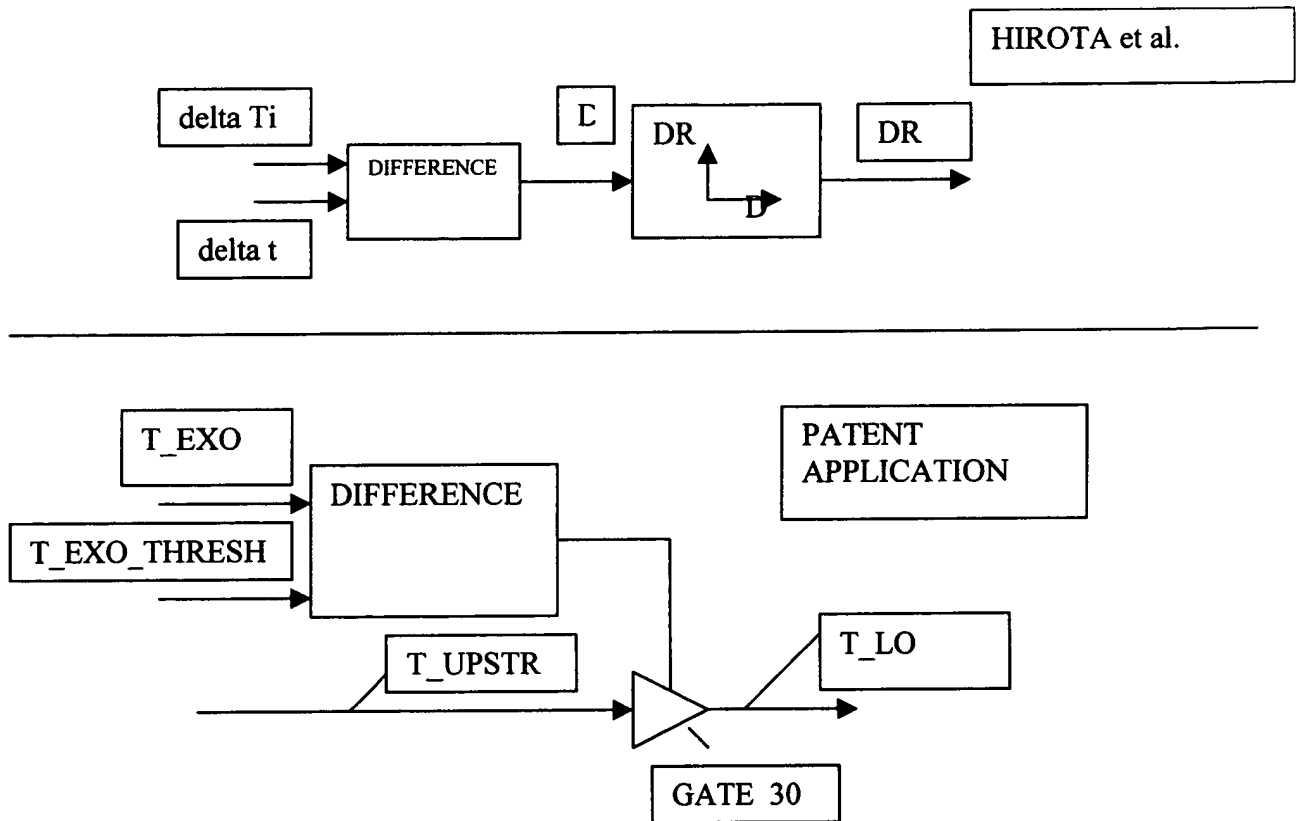 HIROTA et al.
delta Ti
D
DR
DR
DIFFERENCE
D
delta t
T_EXO
PATENT
APPLICATION
DIFFERENCE
T_EXO_THRESH
T_UPSTR
T_LO
GATE 30